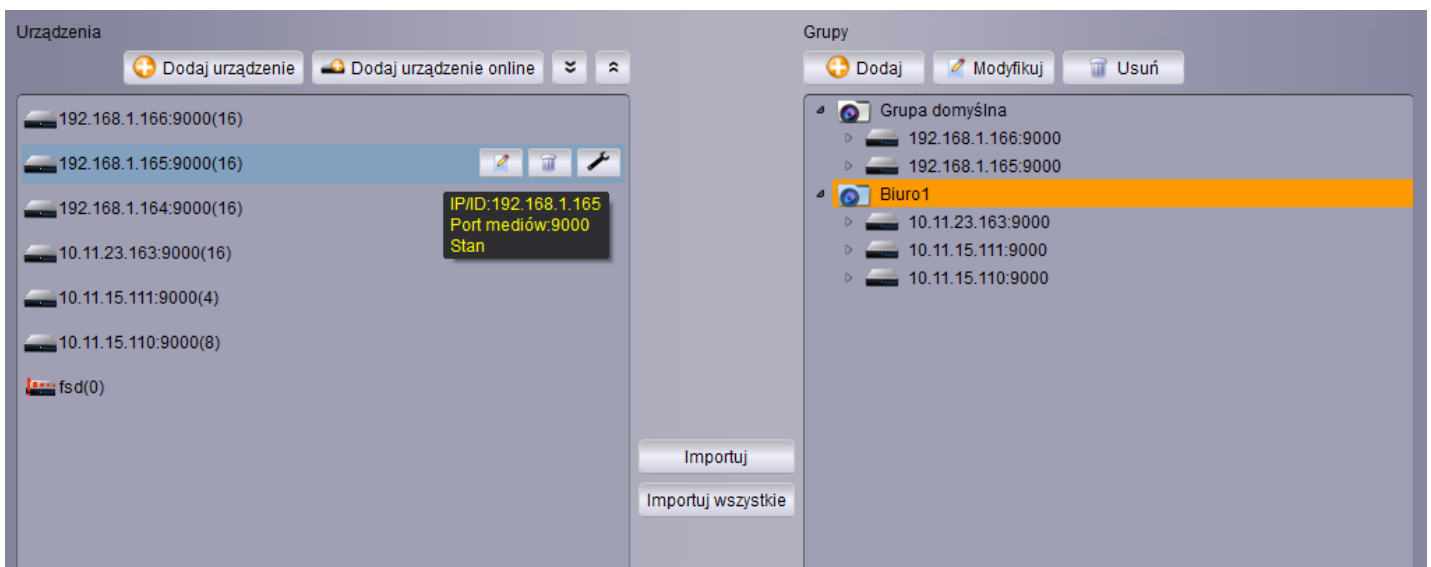 Urządzenia
Dodaj urządzenie
Dodaj urządzenie online
192.168.1.166:9000(16)
192.168.1.165:9000(16)
IP/ID:192.168.1.165
Port mediów:9000
Stan
192.168.1.164:9000(16)
10.11.23.163:9000(16)
10.11.15.111:9000(4)
10.11.15.110:9000(8)
fsd(0)
Importuj
Importuj wszystkie
Grupy
Dodaj
Modyfikuj
Usuń
Grupa domyślna
192.168.1.166:9000
192.168.1.165:9000
Biuro1
10.11.23.163:9000
10.11.15.111:9000
10.11.15.110:9000